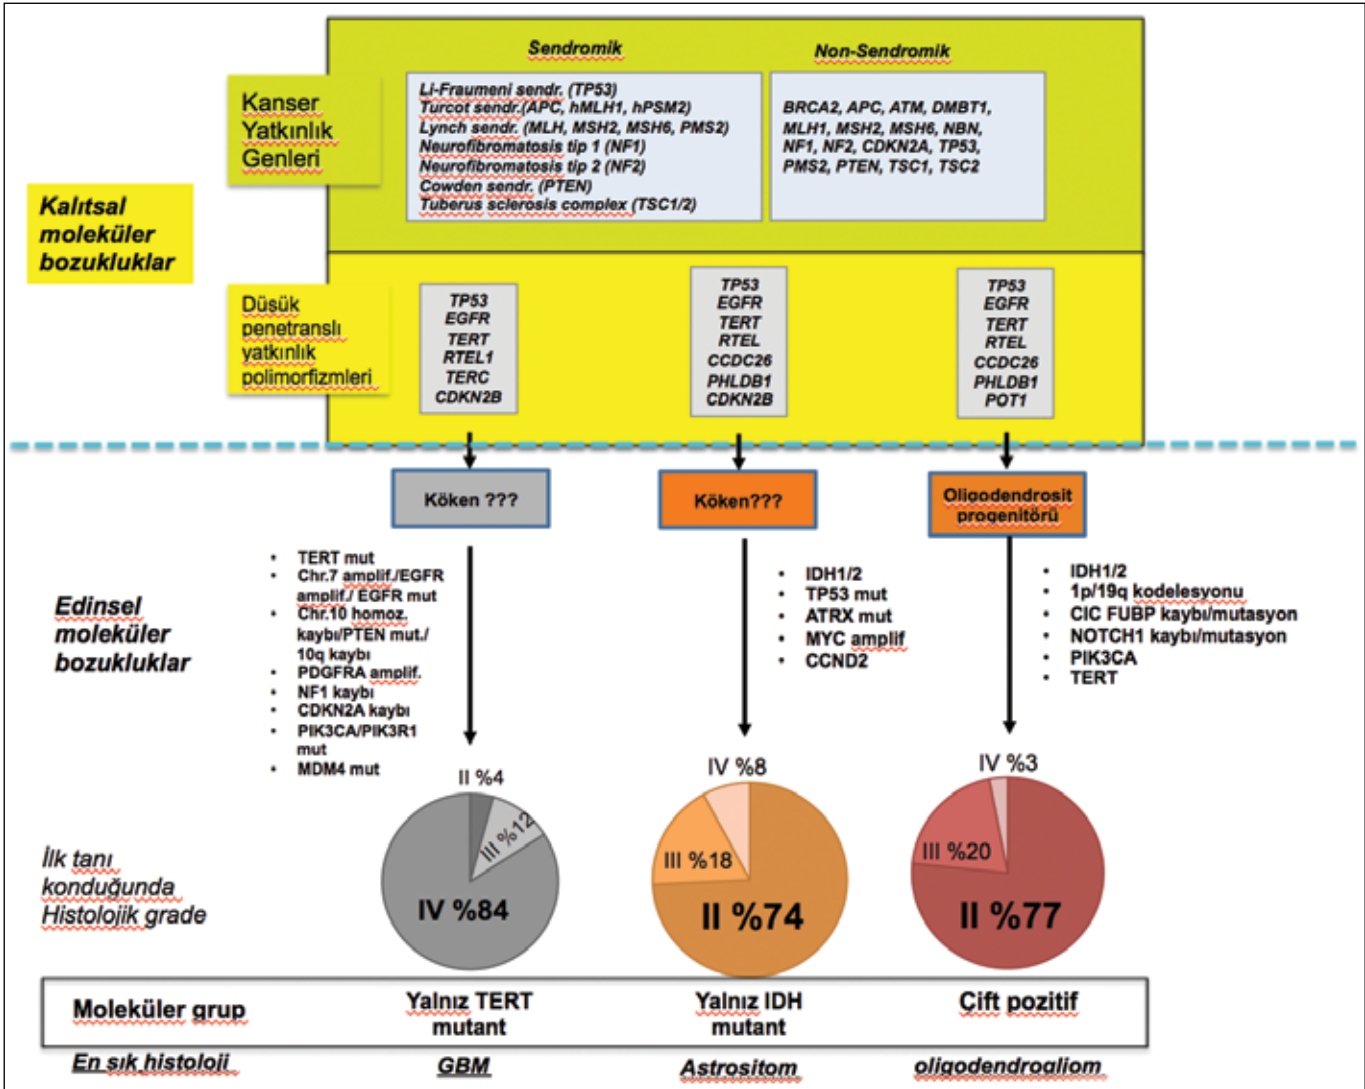 Sendromik
Non-Sendromik
Kanser
Yatkınlık
Genleri
Li-Fraumeni sendr. (TP53)
Turcot sendr.(APC, hMLH1, hPSM2)
Lynch sendr. (MLH, MSH2, MSH6, PMS2)
Neurofibromatosis tip 1 (NF1)
Neurofibromatosis tip 2 (NF2)
Cowden sendr. (PTEN)
Tuberus sclerosis complex (TSC1/2)
BRCA2, APC, ATM, DMBT1,
MLH1, MSH2, MSH6, NBN,
NF1, NF2, CDKN2A, TP53,
PMS2, PTEN, TSC1, TSC2
Kalıtsal
moleküler
bozukluklar
Düşük
penetranslı
yatkınlık
polimorfizmleri
TP53
EGFR
TERT
RTEL1
TERC
CDKN2B
TP53
EGFR
TERT
RTEL
CCDC26
PHLDB1
CDKN2B
TP53
EGFR
TERT
RTEL
CCDC26
PHLDB1
POT1
Köken ???
Köken???
Oligodendrosit
progenitörü
Edinsel
moleküler
bozukluklar
• TERT mut
• Chr.7 amplif./EGFR
amplif./ EGFR mut
• Chr.10 homoz.
kaybı/PTEN mut./
10q kaybı
• PDGFRA amplif.
• NF1 kaybı
• CDKN2A kaybı
• PIK3CA/PIK3R1
mut
• MDM4 mut
• IDH1/2
• TP53 mut
• ATRX mut
• MYC amplif
• CCND2
• IDH1/2
• 1p/19q kodelesyonu
• CIC FUBP kaybı/mutasyon
• NOTCH1 kaybı/mutasyon
• PIK3CA
• TERT
İlk tanı
konduğunda
Histolojik grade
II %4
III %12
IV %84
IV %8
III %18
II %74
IV %3
III %20
II %77
Moleküler grup
Yalnız TERT
mutant
Yalnız IDH
mutant
Çift pozitif
En sık histoloji
GBM
Astrositom
oligodendrogliom